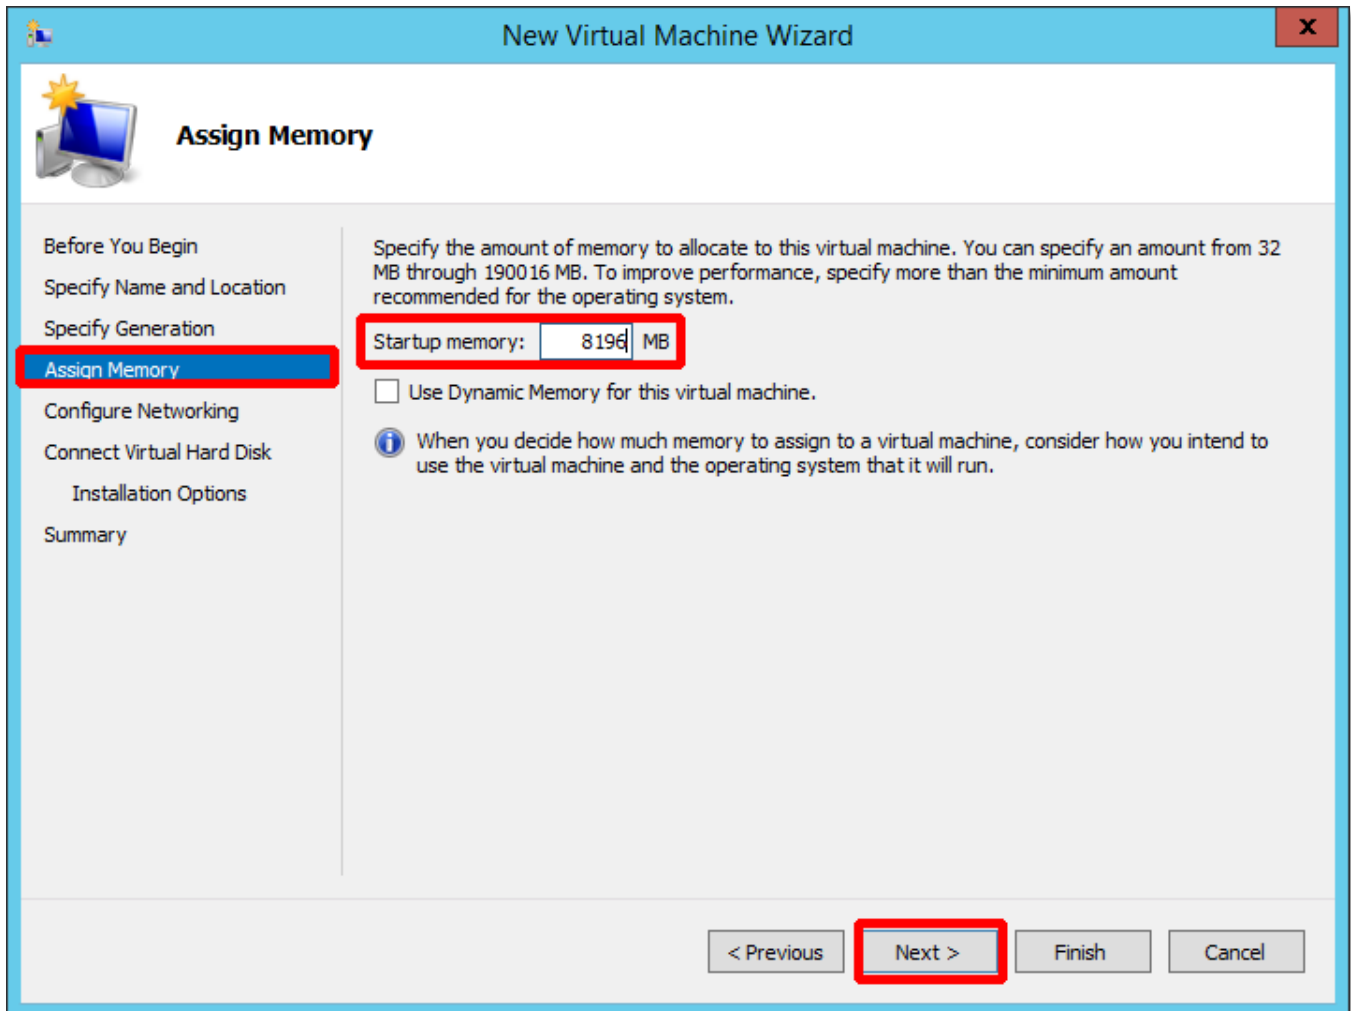 New Virtual Machine Wizard
x
Assign Memory
Before You Begin
Specify Name and Location
Specify Generation
Assign Memory
Configure Networking
Connect Virtual Hard Disk
Installation Options
Summary
Specify the amount of memory to allocate to this virtual machine. You can specify an amount from 32
MB through 190016 MB. To improve performance, specify more than the minimum amount
recommended for the operating system.
Startup memory: 8196 MB
Use Dynamic Memory for this virtual machine.
When you decide how much memory to assign to a virtual machine, consider how you intend to
use the virtual machine and the operating system that it will run.
< Previous Next > Finish Cancel